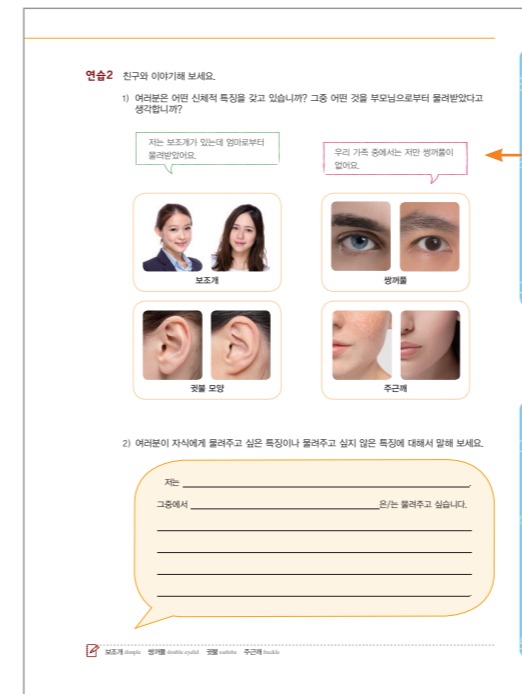 연습2 친구와 이야기해 보세요.
1) 여러분은 어떤 신체적 특징을 갖고 있습니까? 그중 어떤 것을 부모님으로부터 물려받았다고
생각합니까?
저는 보조개가 있는데 엄마로부터
물려받았어요.
우리 가족 중에서는 저만 쌍꺼풀이
없어요.
보조개
쌍꺼풀
귓불 모양
주근깨
2) 여러분이 자식에게 물려주고 싶은 특징이나 물려주고 싶지 않은 특징에 대해서 말해 보세요.
저는 .
그중에서 은/는 물려주고 싶습니다.
보조개 dimple 쌍꺼풀 double eyelid 귓불 earlobe 주근깨 freckle